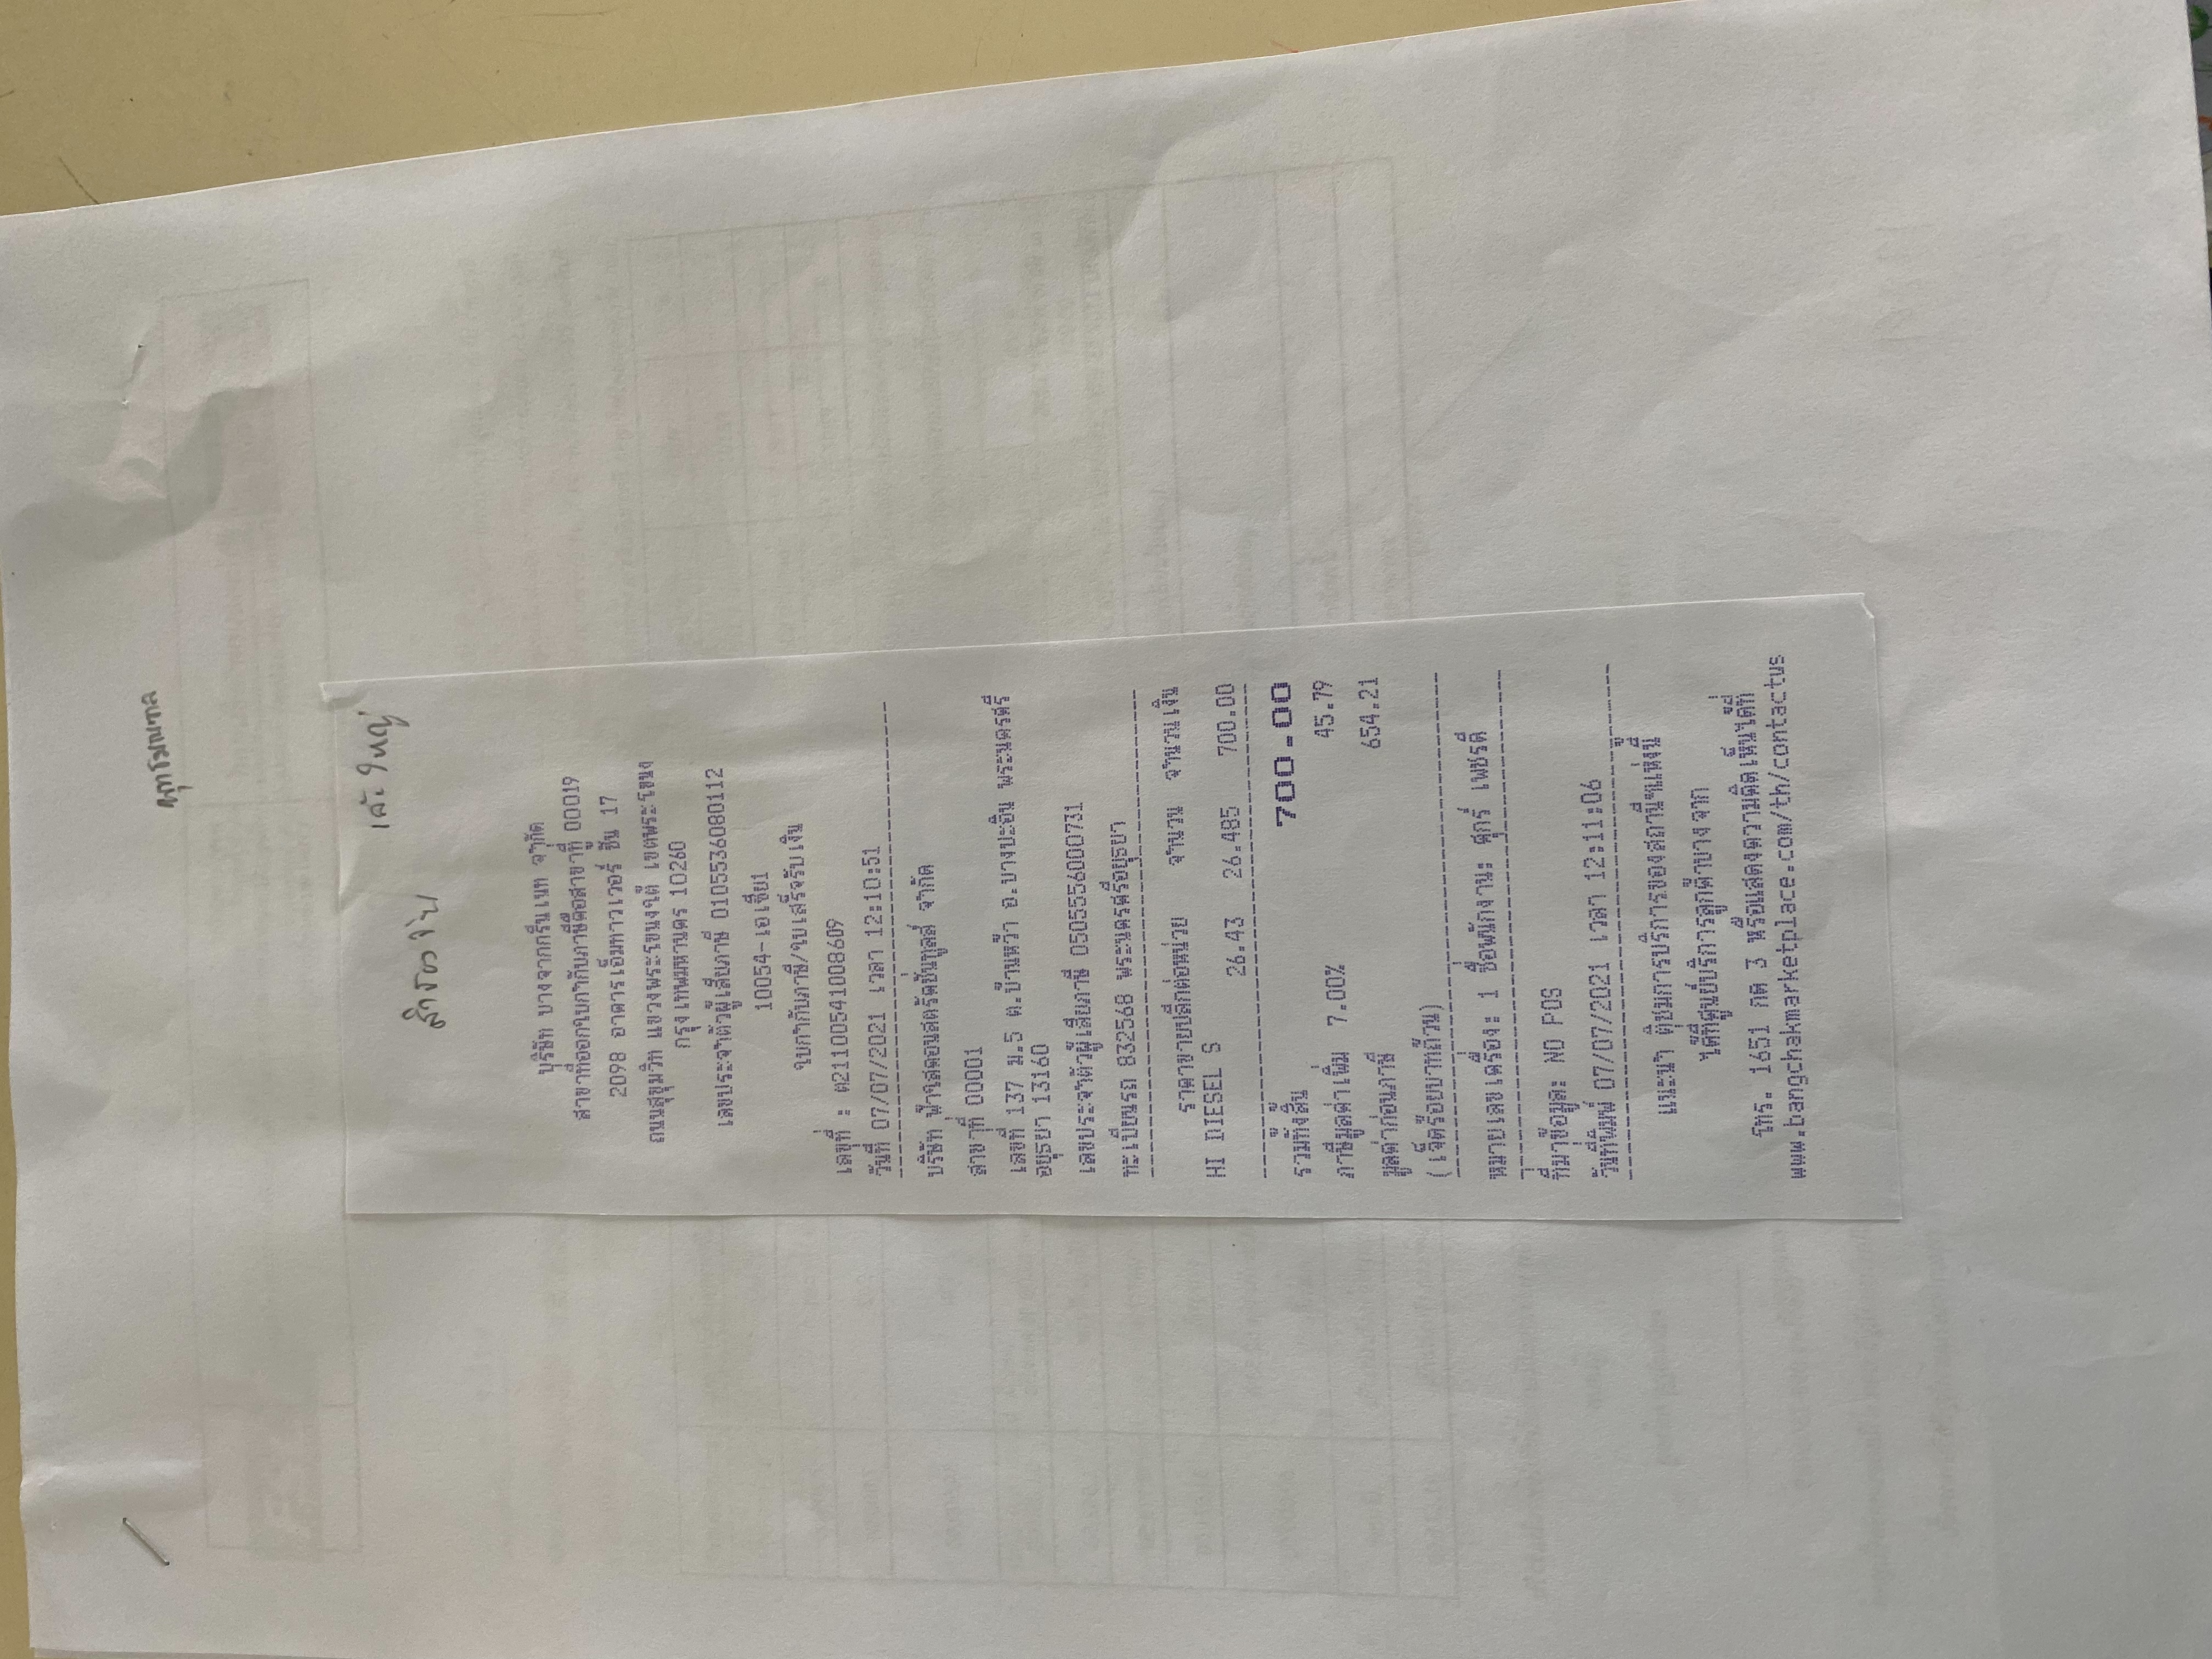 พุทธมณฑล
ใหญ่
สำรองจ่าย
บริษัท บางจากกรีนเนท จำกัด
สาขาที่ออกใบกำกับภาษีคือสาขาที่ 00019
2098 อาคารเอ็มทาวเวอร์ ชั้น 17
ถนนสุขุมวิท แขวงพระโขนงใต้ เขตพระโขนง
กรุงเทพมหานคร 10260
เลขประจำตัวผู้เสียภาษี 0105536080112
10054-เอเชีย1
ใบกำกับภาษี/ใบเสร็จรับเงิน
เลขที่ : ต21100541008609
วันที่ 07/07/2021 เวลา 12:10:51
บริษัท ฟ้าใสคอนสตรัคชั่นทูลส์ จำกัด
สาขาที่ 00001
เลขที่ 137 ม.5 ต.บ้านหว้า อ.บางปะอิน พระนครศรี
อยุธยา 13160
เลขประจำตัวผู้เสียภาษี 0505556000731
ทะเบียนรถ 832568 พระนครศรีอยุธยา
ราคาขายปลีกต่อหน่วย จำนวน จำนวนเงิน
HI DIESEL S
26.43 26.485 700.00
รวมทั้งสิ้น 700.00
ภาษีมูลค่าเพิ่ม 7.00% 45.79
มูลค่าก่อนภาษี 654.21
(เจ็ดร้อยบาทถ้วน)
หมายเลขเครื่อง: 1 ชื่อพนักงาน: ศุกร์ เพชรดี
ที่มาข้อมูล: NO POS
วันที่พิมพ์ 07/07/2021 เวลา 12:11:06
แนะนำ ติชมการบริการของสถานีฯแห่งนี้
ได้ที่ศูนย์บริการลูกค้าบางจาก
โทร. 1651 กด 3 หรือแสดงความคิดเห็นได้ที่
www.bangchakmarketplace.com/th/contactus